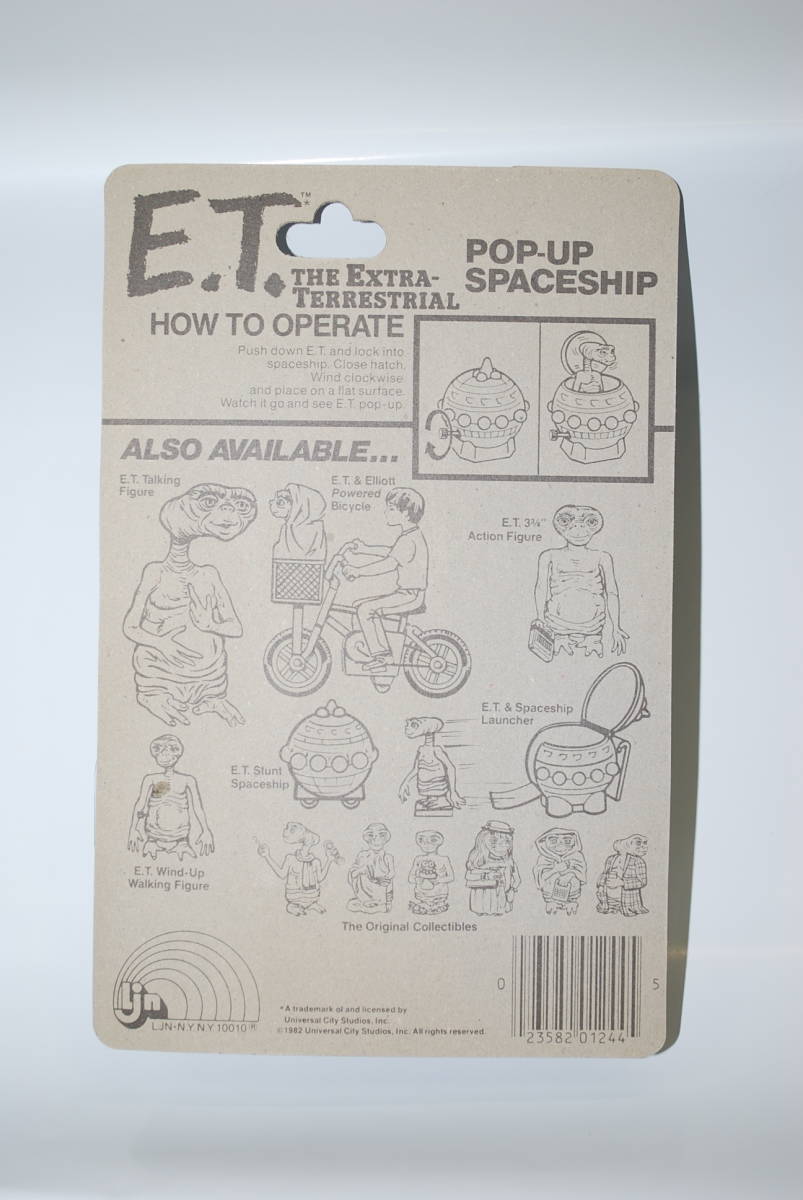 E.T.™*
THE EXTRA-
TERRESTRIAL
POP-UP
SPACESHIP
HOW TO OPERATE
Push down E.T. and lock into
spaceship. Close hatch.
Wind clockwise
and place on a flat surface.
Watch it go and see E.T. pop-up.
ALSO AVAILABLE...
E.T. Talking
Figure
E.T. & Elliott
Powered
Bicycle
E.T. 3¾"
Action Figure
E.T. & Spaceship
Launcher
E.T. Stunt
Spaceship
E.T. Wind-Up
Walking Figure
The Original Collectibles
ljn
LJN•N.Y. N.Y. 10010®
*A trademark of and licensed by
Universal City Studios, Inc.
©1982 Universal City Studios, Inc. All rights reserved.
0 23582 01244 5